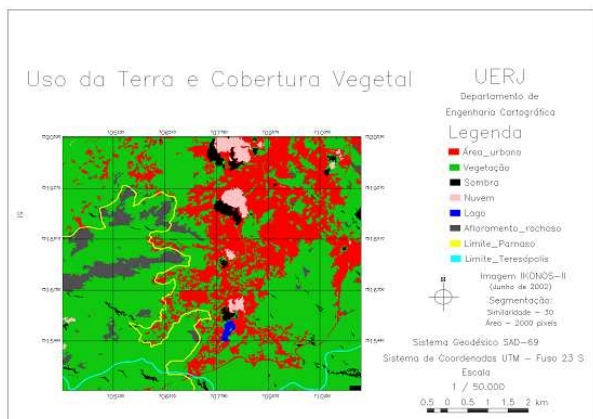 Uso da Terra e Cobertura Vegetal
UERJ
Departamento de
Engenharia Cartográfica
Legenda
Área_urbana
Vegetação
Sombra
Nuvem
Lago
Afloramento_rochoso
Limite_Parnaso
Limite_Teresópolis
Imagem IKONOS-II
(Junho de 2002)
Segmentação:
Similaridade - 30
Área - 2000 pixels
N
Sistema Geodésico SAD-69
Sistema de Coordenadas UTM - Fuso 23 S
Escala
1 / 50.000
0.5 0 0.5 1 1.5 2 km